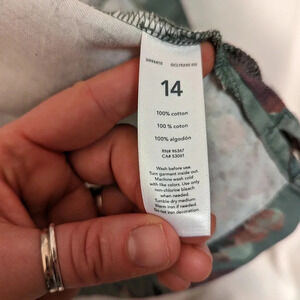 14
100% cotton
100 % coton
100% algodón
RN# 96347
CA# 53061
Wash before use.
Turn garment inside out.
Machine wash cold
with like colors. Use only
non-chlorine bleach
when needed.
Tumble dry medium.
Warm iron if needed.
Do not iron decoration.